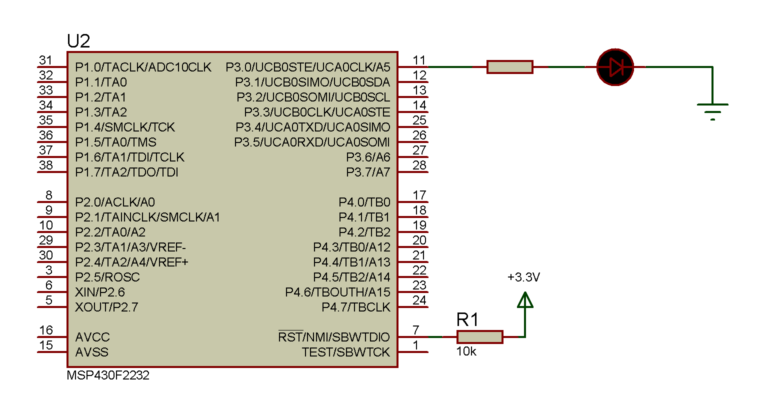 U2
31 P1.0/TACLK/ADC10CLK P3.0/UCB0STE/UCA0CLK/A5 11
32 P1.1/TA0 P3.1/UCB0SIMO/UCB0SDA 12
33 P1.2/TA1 P3.2/UCB0SOMI/UCB0SCL 13
34 P1.3/TA2 P3.3/UCB0CLK/UCA0STE 14
35 P1.4/SMCLK/TCK P3.4/UCA0TXD/UCA0SIMO 25
36 P1.5/TA0/TMS P3.5/UCA0RXD/UCA0SOMI 26
37 P1.6/TA1/TDI/TCLK P3.6/A6 27
38 P1.7/TA2/TDO/TDI P3.7/A7 28
8 P2.0/ACLK/A0 P4.0/TB0 17
9 P2.1/TAINCLK/SMCLK/A1 P4.1/TB1 18
10 P2.2/TA0/A2 P4.2/TB2 19
29 P2.3/TA1/A3/VREF- P4.3/TB0/A12 20
30 P2.4/TA2/A4/VREF+ P4.4/TB1/A13 21
3 P2.5/ROSC P4.5/TB2/A14 22
6 XIN/P2.6 P4.6/TBOUTH/A15 23
5 XOUT/P2.7 P4.7/TBCLK 24
+3.3V
R1
16 AVCC RST/NMI/SBWTDIO 7
15 AVSS TEST/SBWTCK 1
10k
MSP430F2232